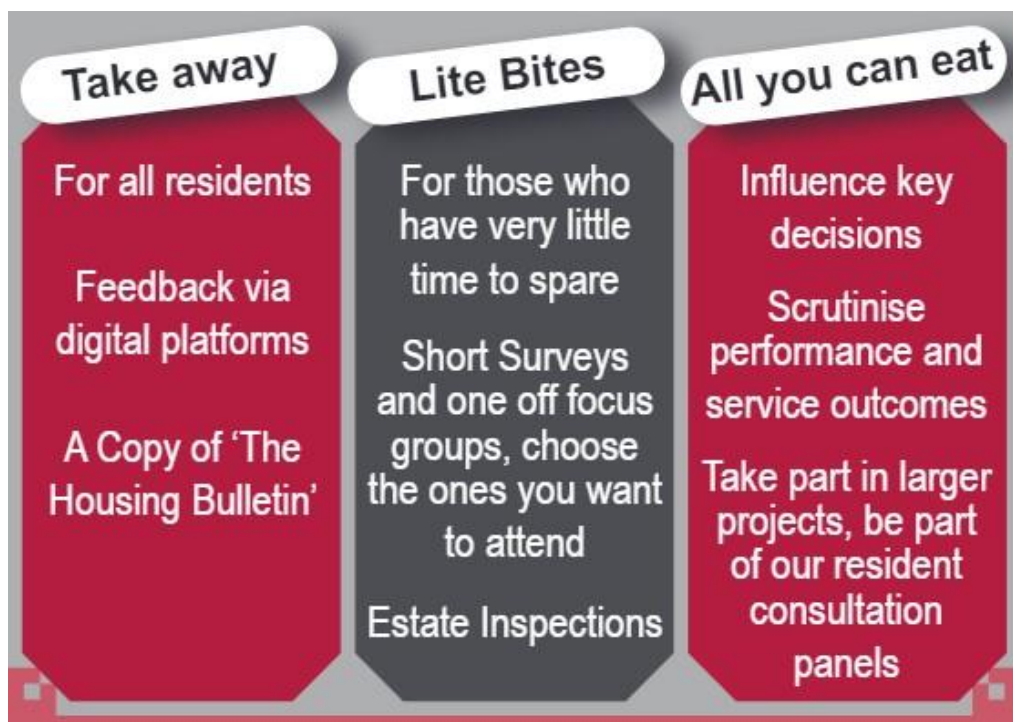 Take away
For all residents
Feedback via
digital platforms
A Copy of ‘The
Housing Bulletin’
Lite Bites
For those who
have very little
time to spare
Short Surveys
and one off focus
groups, choose
the ones you want
to attend
Estate Inspections
All you can eat
Influence key
decisions
Scrutinise
performance and
service outcomes
Take part in larger
projects, be part
of our resident
consultation
panels